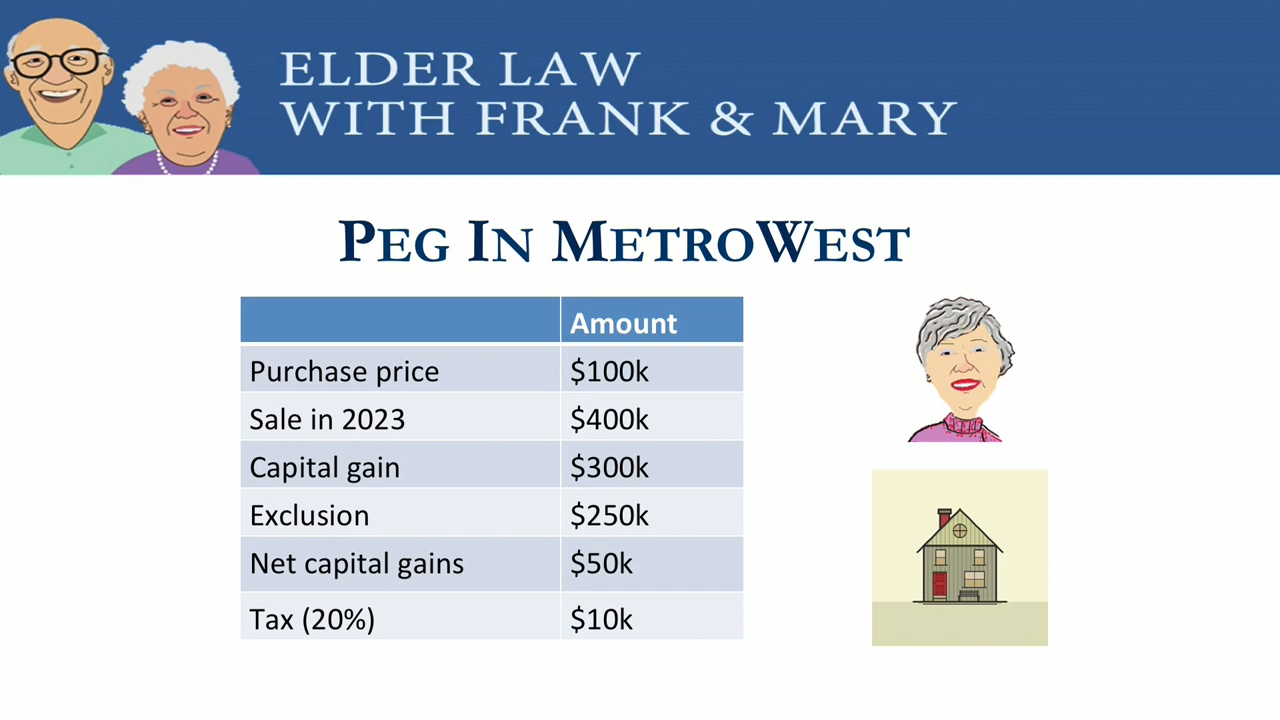 ELDER LAW
WITH FRANK & MARY
PEG IN METROWEST
Amount
Purchase price $100k
Sale in 2023 $400k
Capital gain $300k
Exclusion $250k
Net capital gains $50k
Tax (20%) $10k